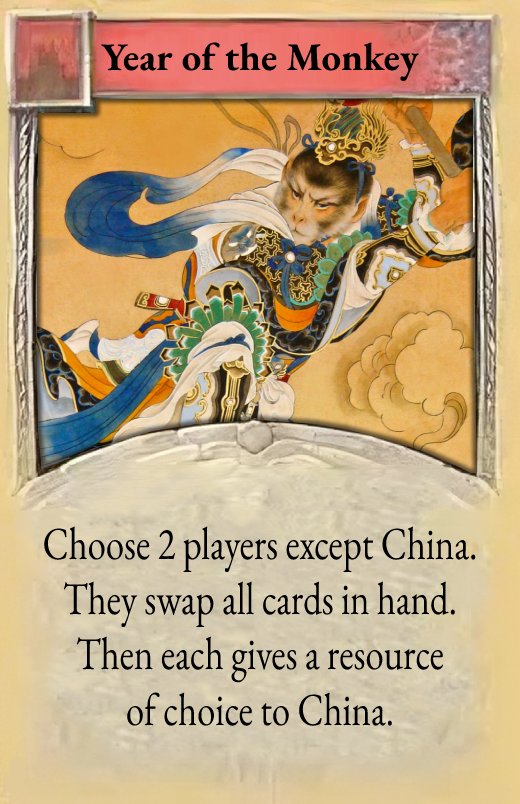 Year of the Monkey
Choose 2 players except China.
They swap all cards in hand.
Then each gives a resource
of choice to China.